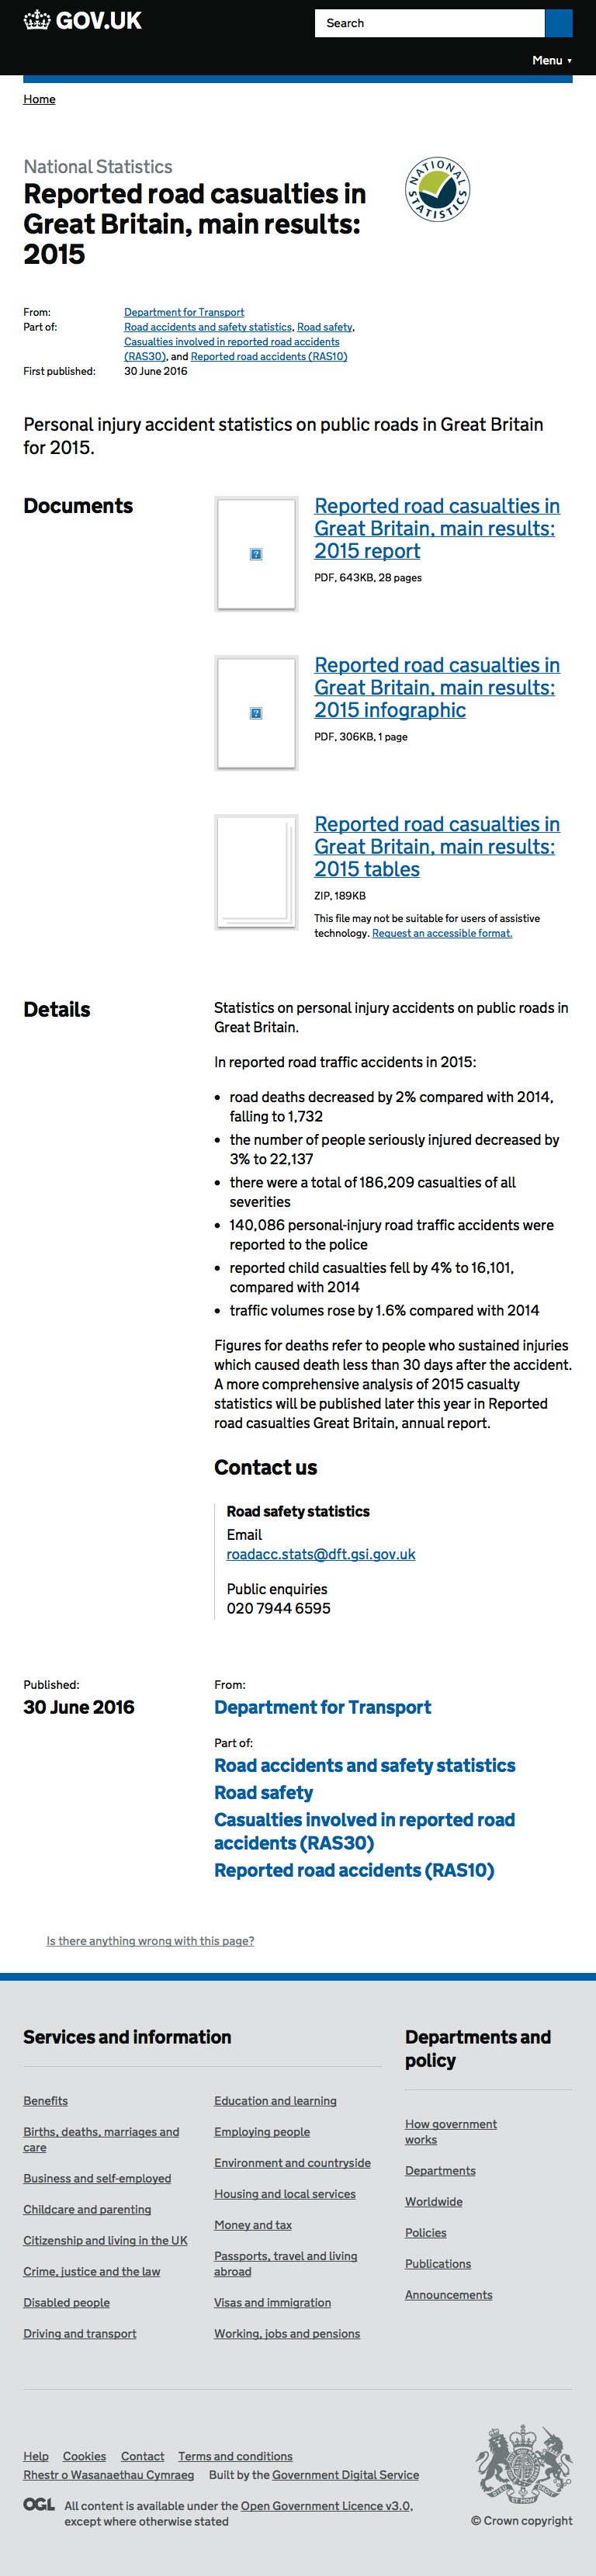 GOV.UK
Search
Menu ▼
Home
National Statistics
Reported road casualties in
Great Britain, main results:
2015
NATIONAL STATISTICS
From: Department for Transport
Part of: Road accidents and safety statistics, Road safety,
Casualties involved in reported road accidents
(RAS30), and Reported road accidents (RAS10)
First published: 30 June 2016
Personal injury accident statistics on public roads in Great Britain
for 2015.
Documents
Reported road casualties in
Great Britain, main results:
2015 report
PDF, 643KB, 28 pages
Reported road casualties in
Great Britain, main results:
2015 infographic
PDF, 306KB, 1 page
Reported road casualties in
Great Britain, main results:
2015 tables
ZIP, 189KB
This file may not be suitable for users of assistive
technology. Request an accessible format.
Details
Statistics on personal injury accidents on public roads in
Great Britain.
In reported road traffic accidents in 2015:
• road deaths decreased by 2% compared with 2014,
falling to 1,732
• the number of people seriously injured decreased by
3% to 22,137
• there were a total of 186,209 casualties of all
severities
• 140,086 personal-injury road traffic accidents were
reported to the police
• reported child casualties fell by 4% to 16,101,
compared with 2014
• traffic volumes rose by 1.6% compared with 2014
Figures for deaths refer to people who sustained injuries
which caused death less than 30 days after the accident.
A more comprehensive analysis of 2015 casualty
statistics will be published later this year in Reported
road casualties Great Britain, annual report.
Contact us
Road safety statistics
Email
roadacc.stats@dft.gsi.gov.uk
Public enquiries
020 7944 6595
Published:
30 June 2016
From:
Department for Transport
Part of:
Road accidents and safety statistics
Road safety
Casualties involved in reported road
accidents (RAS30)
Reported road accidents (RAS10)
Is there anything wrong with this page?
Services and information
Benefits
Births, deaths, marriages and
care
Business and self-employed
Childcare and parenting
Citizenship and living in the UK
Crime, justice and the law
Disabled people
Driving and transport
Education and learning
Employing people
Environment and countryside
Housing and local services
Money and tax
Passports, travel and living
abroad
Visas and immigration
Working, jobs and pensions
Departments and
policy
How government
works
Departments
Worldwide
Policies
Publications
Announcements
Help Cookies Contact Terms and conditions
Rhestr o Wasanaethau Cymraeg Built by the Government Digital Service
OGL All content is available under the Open Government Licence v3.0,
except where otherwise stated
© Crown copyright